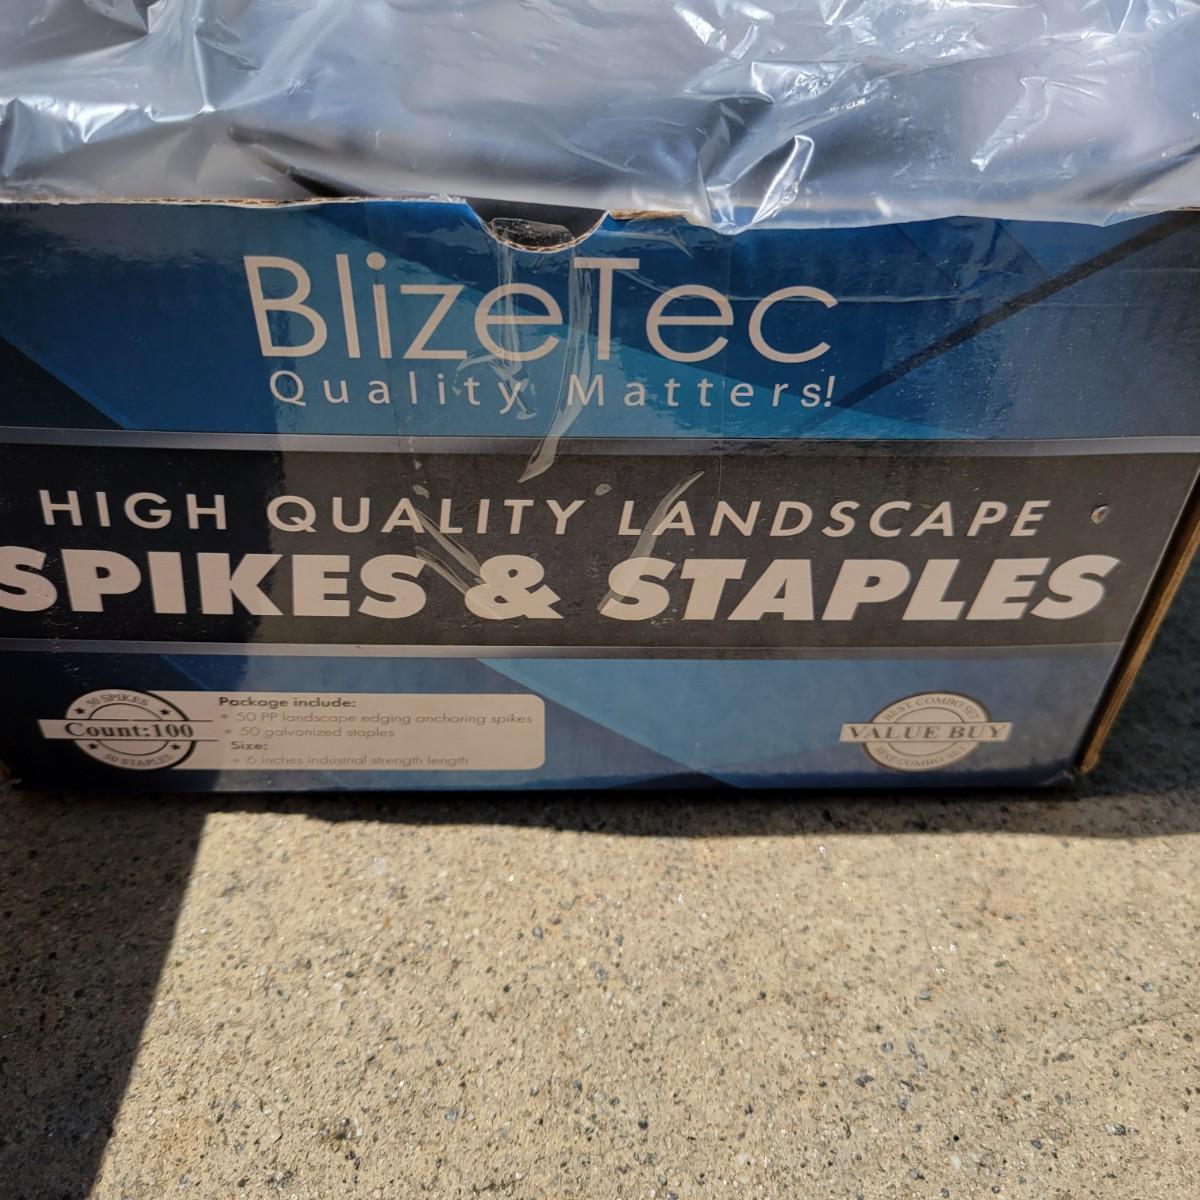 BlizeTec
Quality Matters!
HIGH QUALITY LANDSCAPE
SPIKES & STAPLES
50 SPIKES
Count:100
50 STAPLES
Package include:
• 50 PP landscape edging anchoring spikes
• 50 galvanized staples
Size:
• 6 inches industrial strength length
BEST COMBO SET
VALUE BUY
BEST COMBO SET